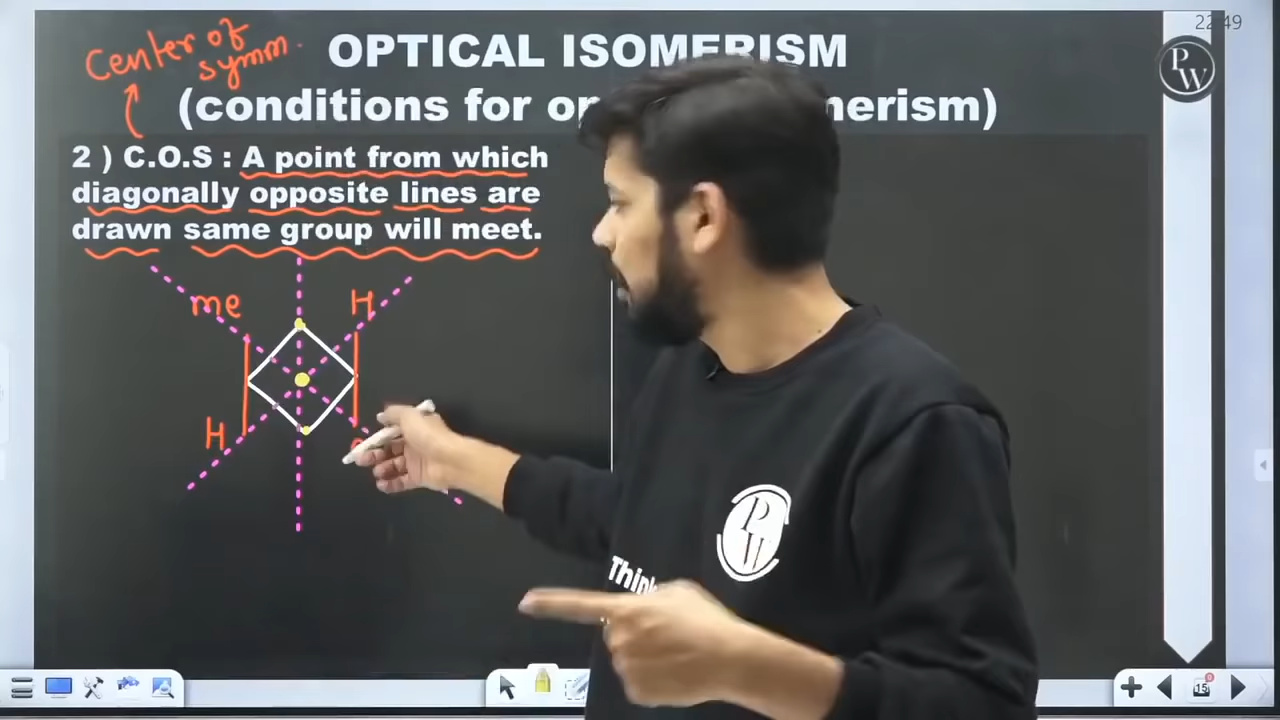 22:49
Center of
symm.
OPTICAL ISOMERISM
(conditions for op merism)
P
W
2 ) C.O.S : A point from which
diagonally opposite lines are
drawn same group will meet.
me H
H
P
W
Think
15